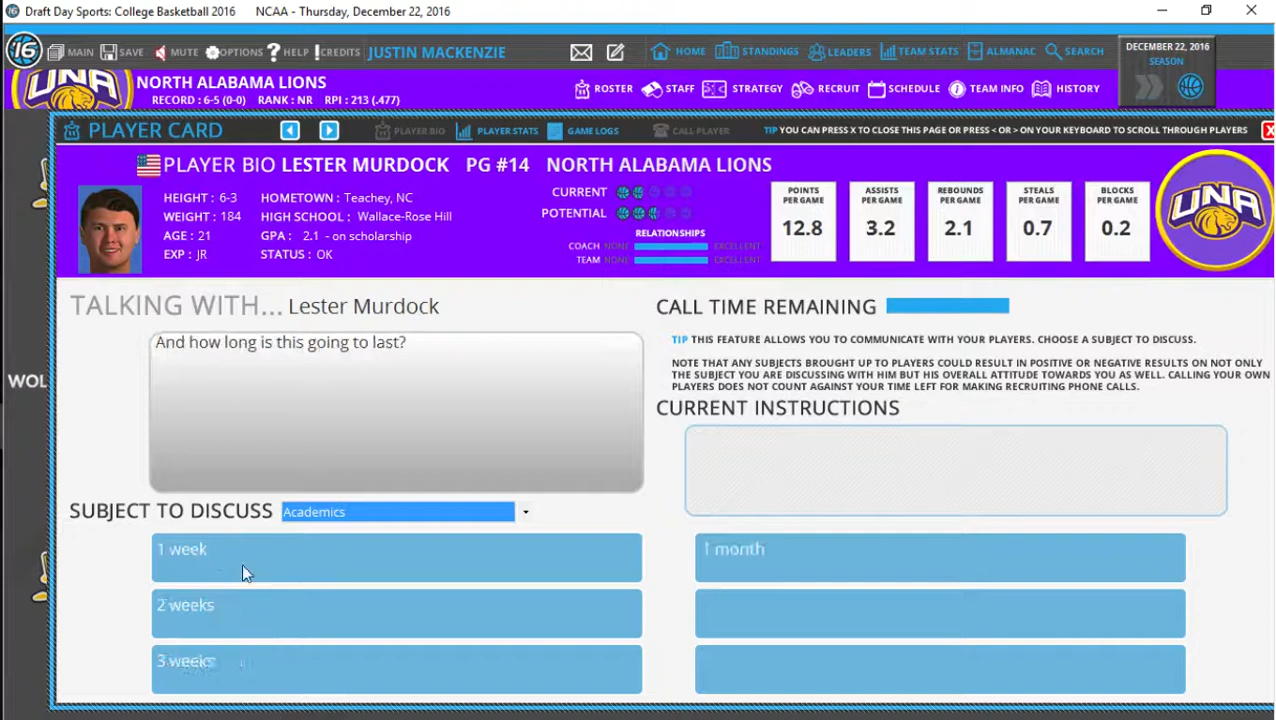 Draft Day Sports: College Basketball 2016 NCAA - Thursday, December 22, 2016
16 MAIN SAVE MUTE OPTIONS ? HELP ! CREDITS JUSTIN MACKENZIE HOME STANDINGS LEADERS TEAM STATS ALMANAC SEARCH
DECEMBER 22, 2016
SEASON
UNA NORTH ALABAMA LIONS
RECORD : 6-5 (0-0) RANK : NR RPI : 213 (.477)
ROSTER STAFF STRATEGY RECRUIT SCHEDULE TEAM INFO HISTORY
PLAYER CARD PLAYER BIO PLAYER STATS GAME LOGS CALL PLAYER TIP YOU CAN PRESS X TO CLOSE THIS PAGE OR PRESS < OR > ON YOUR KEYBOARD TO SCROLL THROUGH PLAYERS X
PLAYER BIO LESTER MURDOCK PG #14 NORTH ALABAMA LIONS
HEIGHT : 6-3 HOMETOWN : Teachey, NC
WEIGHT : 184 HIGH SCHOOL : Wallace-Rose Hill
AGE : 21 GPA : 2.1 - on scholarship
EXP : JR STATUS : OK
CURRENT
POTENTIAL
RELATIONSHIPS
COACH NONE EXCELLENT
TEAM NONE EXCELLENT
POINTS PER GAME 12.8
ASSISTS PER GAME 3.2
REBOUNDS PER GAME 2.1
STEALS PER GAME 0.7
BLOCKS PER GAME 0.2
UNA
TALKING WITH... Lester Murdock
And how long is this going to last?
CALL TIME REMAINING
TIP THIS FEATURE ALLOWS YOU TO COMMUNICATE WITH YOUR PLAYERS. CHOOSE A SUBJECT TO DISCUSS.
NOTE THAT ANY SUBJECTS BROUGHT UP TO PLAYERS COULD RESULT IN POSITIVE OR NEGATIVE RESULTS ON NOT ONLY
THE SUBJECT YOU ARE DISCUSSING WITH HIM BUT HIS OVERALL ATTITUDE TOWARDS YOU AS WELL. CALLING YOUR OWN
PLAYERS DOES NOT COUNT AGAINST YOUR TIME LEFT FOR MAKING RECRUITING PHONE CALLS.
CURRENT INSTRUCTIONS
WOL
SUBJECT TO DISCUSS Academics
1 week
1 month
2 weeks
3 weeks